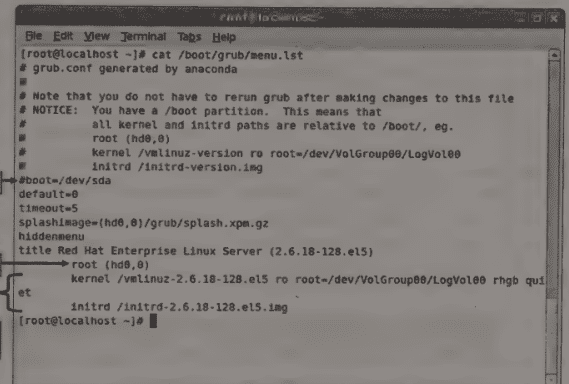 root@localhost:~
File Edit View Terminal Tabs Help
[root@localhost ~]# cat /boot/grub/menu.lst
# grub.conf generated by anaconda
#
# Note that you do not have to rerun grub after making changes to this file
# NOTICE:  You have a /boot partition.  This means that
#          all kernel and initrd paths are relative to /boot/, eg.
#          root (hd0,0)
#          kernel /vmlinuz-version ro root=/dev/VolGroup00/LogVol00
#          initrd /initrd-version.img
#boot=/dev/sda
default=0
timeout=5
splashimage=(hd0,0)/grub/splash.xpm.gz
hiddenmenu
title Red Hat Enterprise Linux Server (2.6.18-128.el5)
        root (hd0,0)
        kernel /vmlinuz-2.6.18-128.el5 ro root=/dev/VolGroup00/LogVol00 rhgb qui
et
        initrd /initrd-2.6.18-128.el5.img
[root@localhost ~]#